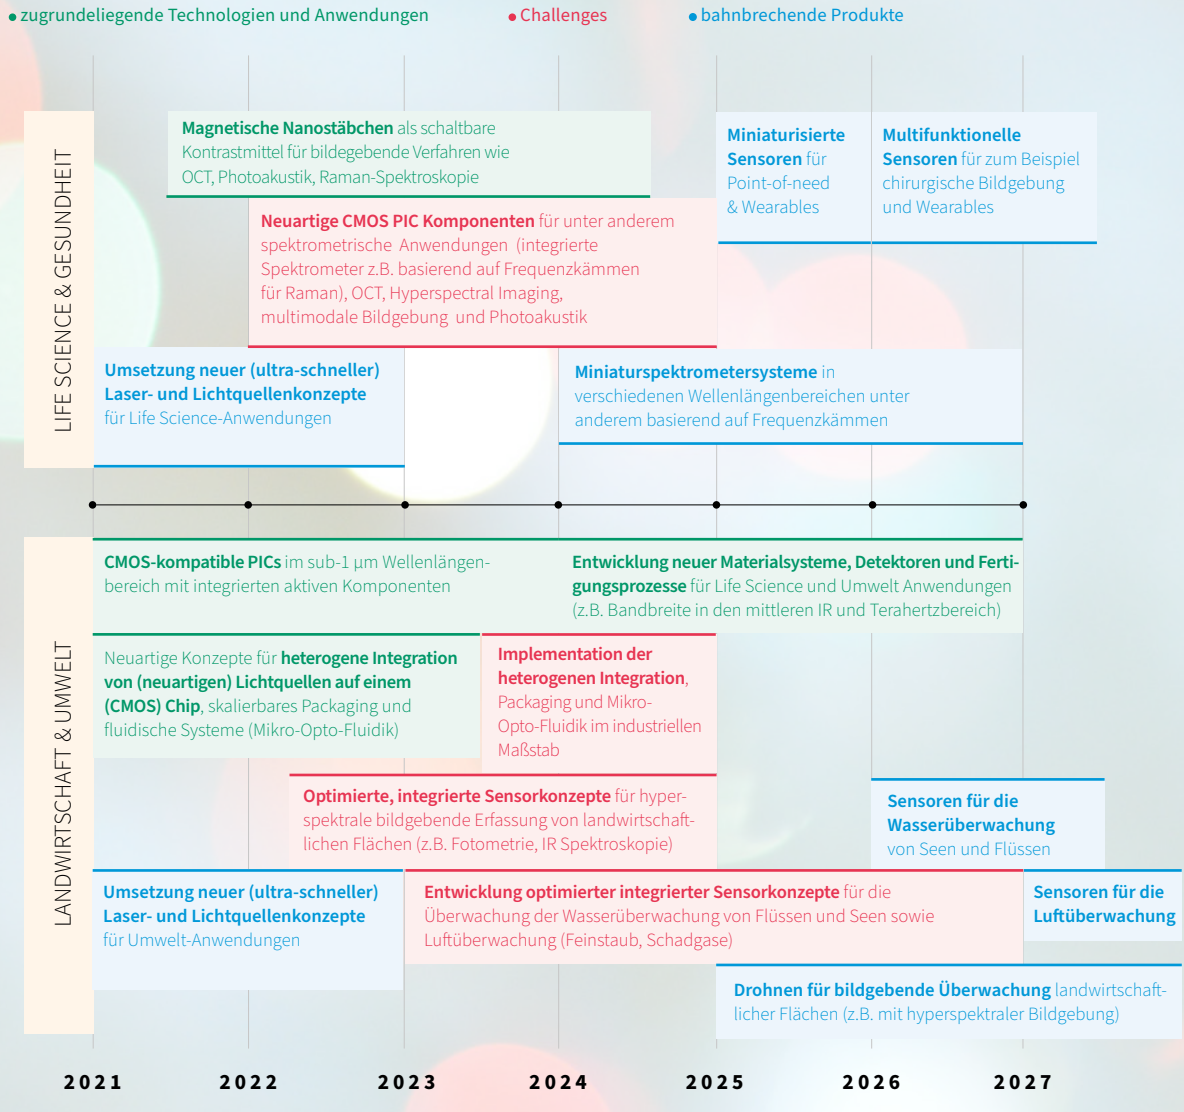 • zugrundeliegende Technologien und Anwendungen
• Challenges
• bahnbrechende Produkte
LIFE SCIENCE & GESUNDHEIT
Magnetische Nanostäbchen als schaltbare
Kontrastmittel für bildegebende Verfahren wie
OCT, Photoakustik, Raman-Spektroskopie
Miniaturisierte
Sensoren für
Point-of-need
& Wearables
Multifunktionelle
Sensoren für zum Beispiel
chirurgische Bildgebung
und Wearables
Neuartige CMOS PIC Komponenten für unter anderem
spektrometrische Anwendungen (integrierte
Spektrometer z.B. basierend auf Frequenzkämmen
für Raman), OCT, Hyperspectral Imaging,
multimodale Bildgebung und Photoakustik
Umsetzung neuer (ultra-schneller)
Laser- und Lichtquellenkonzepte
für Life Science-Anwendungen
Miniaturspektrometersysteme in
verschiedenen Wellenlängenbereichen unter
anderem basierend auf Frequenzkämmen
LANDWIRTSCHAFT & UMWELT
CMOS-kompatible PICs im sub-1 µm Wellenlängen-
bereich mit integrierten aktiven Komponenten
Entwicklung neuer Materialsysteme, Detektoren und Ferti-
gungsprozesse für Life Science und Umwelt Anwendungen
(z.B. Bandbreite in den mittleren IR und Terahertzbereich)
Neuartige Konzepte für heterogene Integration
von (neuartigen) Lichtquellen auf einem
(CMOS) Chip, skalierbares Packaging und
fluidische Systeme (Mikro-Opto-Fluidik)
Implementation der
heterogenen Integration,
Packaging und Mikro-
Opto-Fluidik im industriellen
Maßstab
Optimierte, integrierte Sensorkonzepte für hyper-
spektrale bildgebende Erfassung von landwirtschaft-
lichen Flächen (z.B. Fotometrie, IR Spektroskopie)
Sensoren für die
Wasserüberwachung
von Seen und Flüssen
Umsetzung neuer (ultra-schneller)
Laser- und Lichtquellenkonzepte
für Umwelt-Anwendungen
Entwicklung optimierter integrierter Sensorkonzepte für die
Überwachung der Wasserüberwachung von Flüssen und Seen sowie
Luftüberwachung (Feinstaub, Schadgase)
Sensoren für die
Luftüberwachung
Drohnen für bildgebende Überwachung landwirtschaft-
licher Flächen (z.B. mit hyperspektraler Bildgebung)
2021 2022 2023 2024 2025 2026 2027